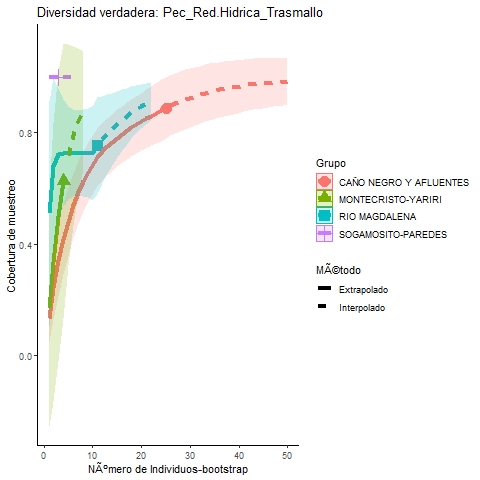 Diversidad verdadera: Pec_Red.Hidrica_Trasmallo
Cobertura de muestreo
0.8
0.4
0.0
0
10
20
30
40
50
NÃºmero de Individuos-bootstrap
Grupo
CAÑO NEGRO Y AFLUENTES
MONTECRISTO-YARIRI
RIO MAGDALENA
SOGAMOSITO-PAREDES
MÃ©todo
Extrapolado
Interpolado